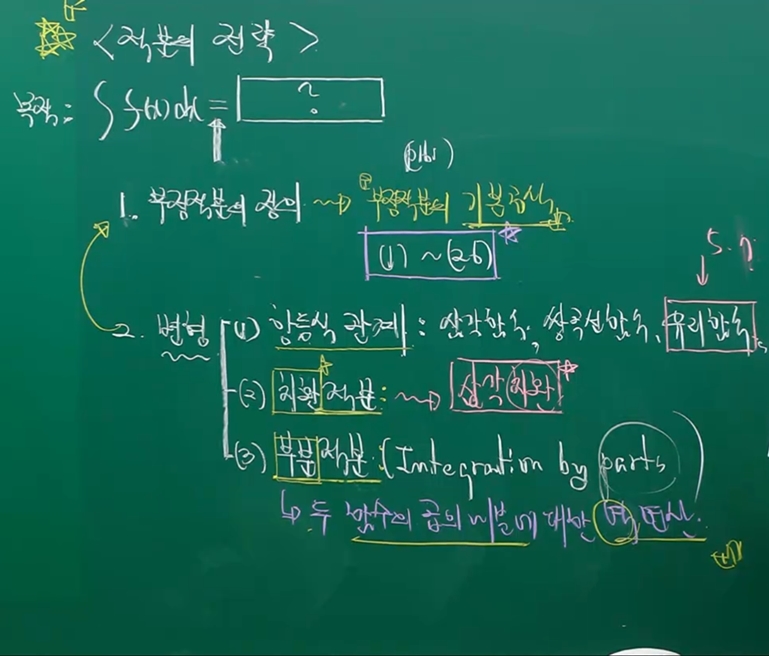 <적분의 전략>
부적: ∫ f(x)dx = ?
1. 부정적분의 정의 ~> 부정적분의 기본공식
(1) ~ (26)
5.7
2. 변형 (1) 항등식 관계 : 삼각함수, 쌍곡선함수, 유리함수
(2) 치환적분 : ~> 삼각치환
(3) 부분적분 : (Integration by parts)
↳ 두 함수의 곱의 미분에 대한 역연산.